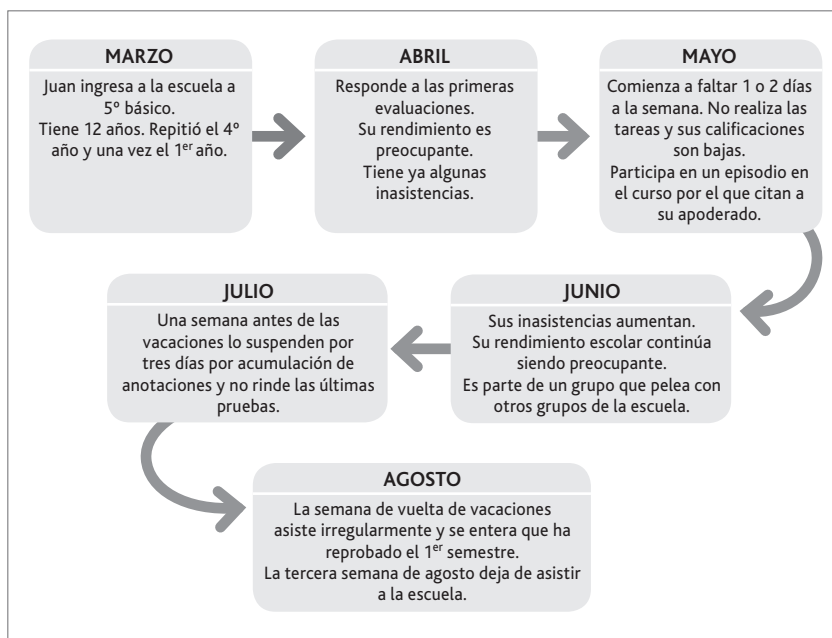 MARZO
Juan ingresa a la escuela a
5º básico.
Tiene 12 años. Repitió el 4º
año y una vez el 1er año.
ABRIL
Responde a las primeras
evaluaciones.
Su rendimiento es
preocupante.
Tiene ya algunas
inasistencias.
MAYO
Comienza a faltar 1 o 2 días
a la semana. No realiza las
tareas y sus calificaciones
son bajas.
Participa en un episodio en
el curso por el que citan a
su apoderado.
JUNIO
Sus inasistencias aumentan.
Su rendimiento escolar continúa
siendo preocupante.
Es parte de un grupo que pelea con
otros grupos de la escuela.
JULIO
Una semana antes de las
vacaciones lo suspenden por
tres días por acumulación de
anotaciones y no rinde las últimas
pruebas.
AGOSTO
La semana de vuelta de vacaciones
asiste irregularmente y se entera que ha
reprobado el 1er semestre.
La tercera semana de agosto deja de asistir
a la escuela.